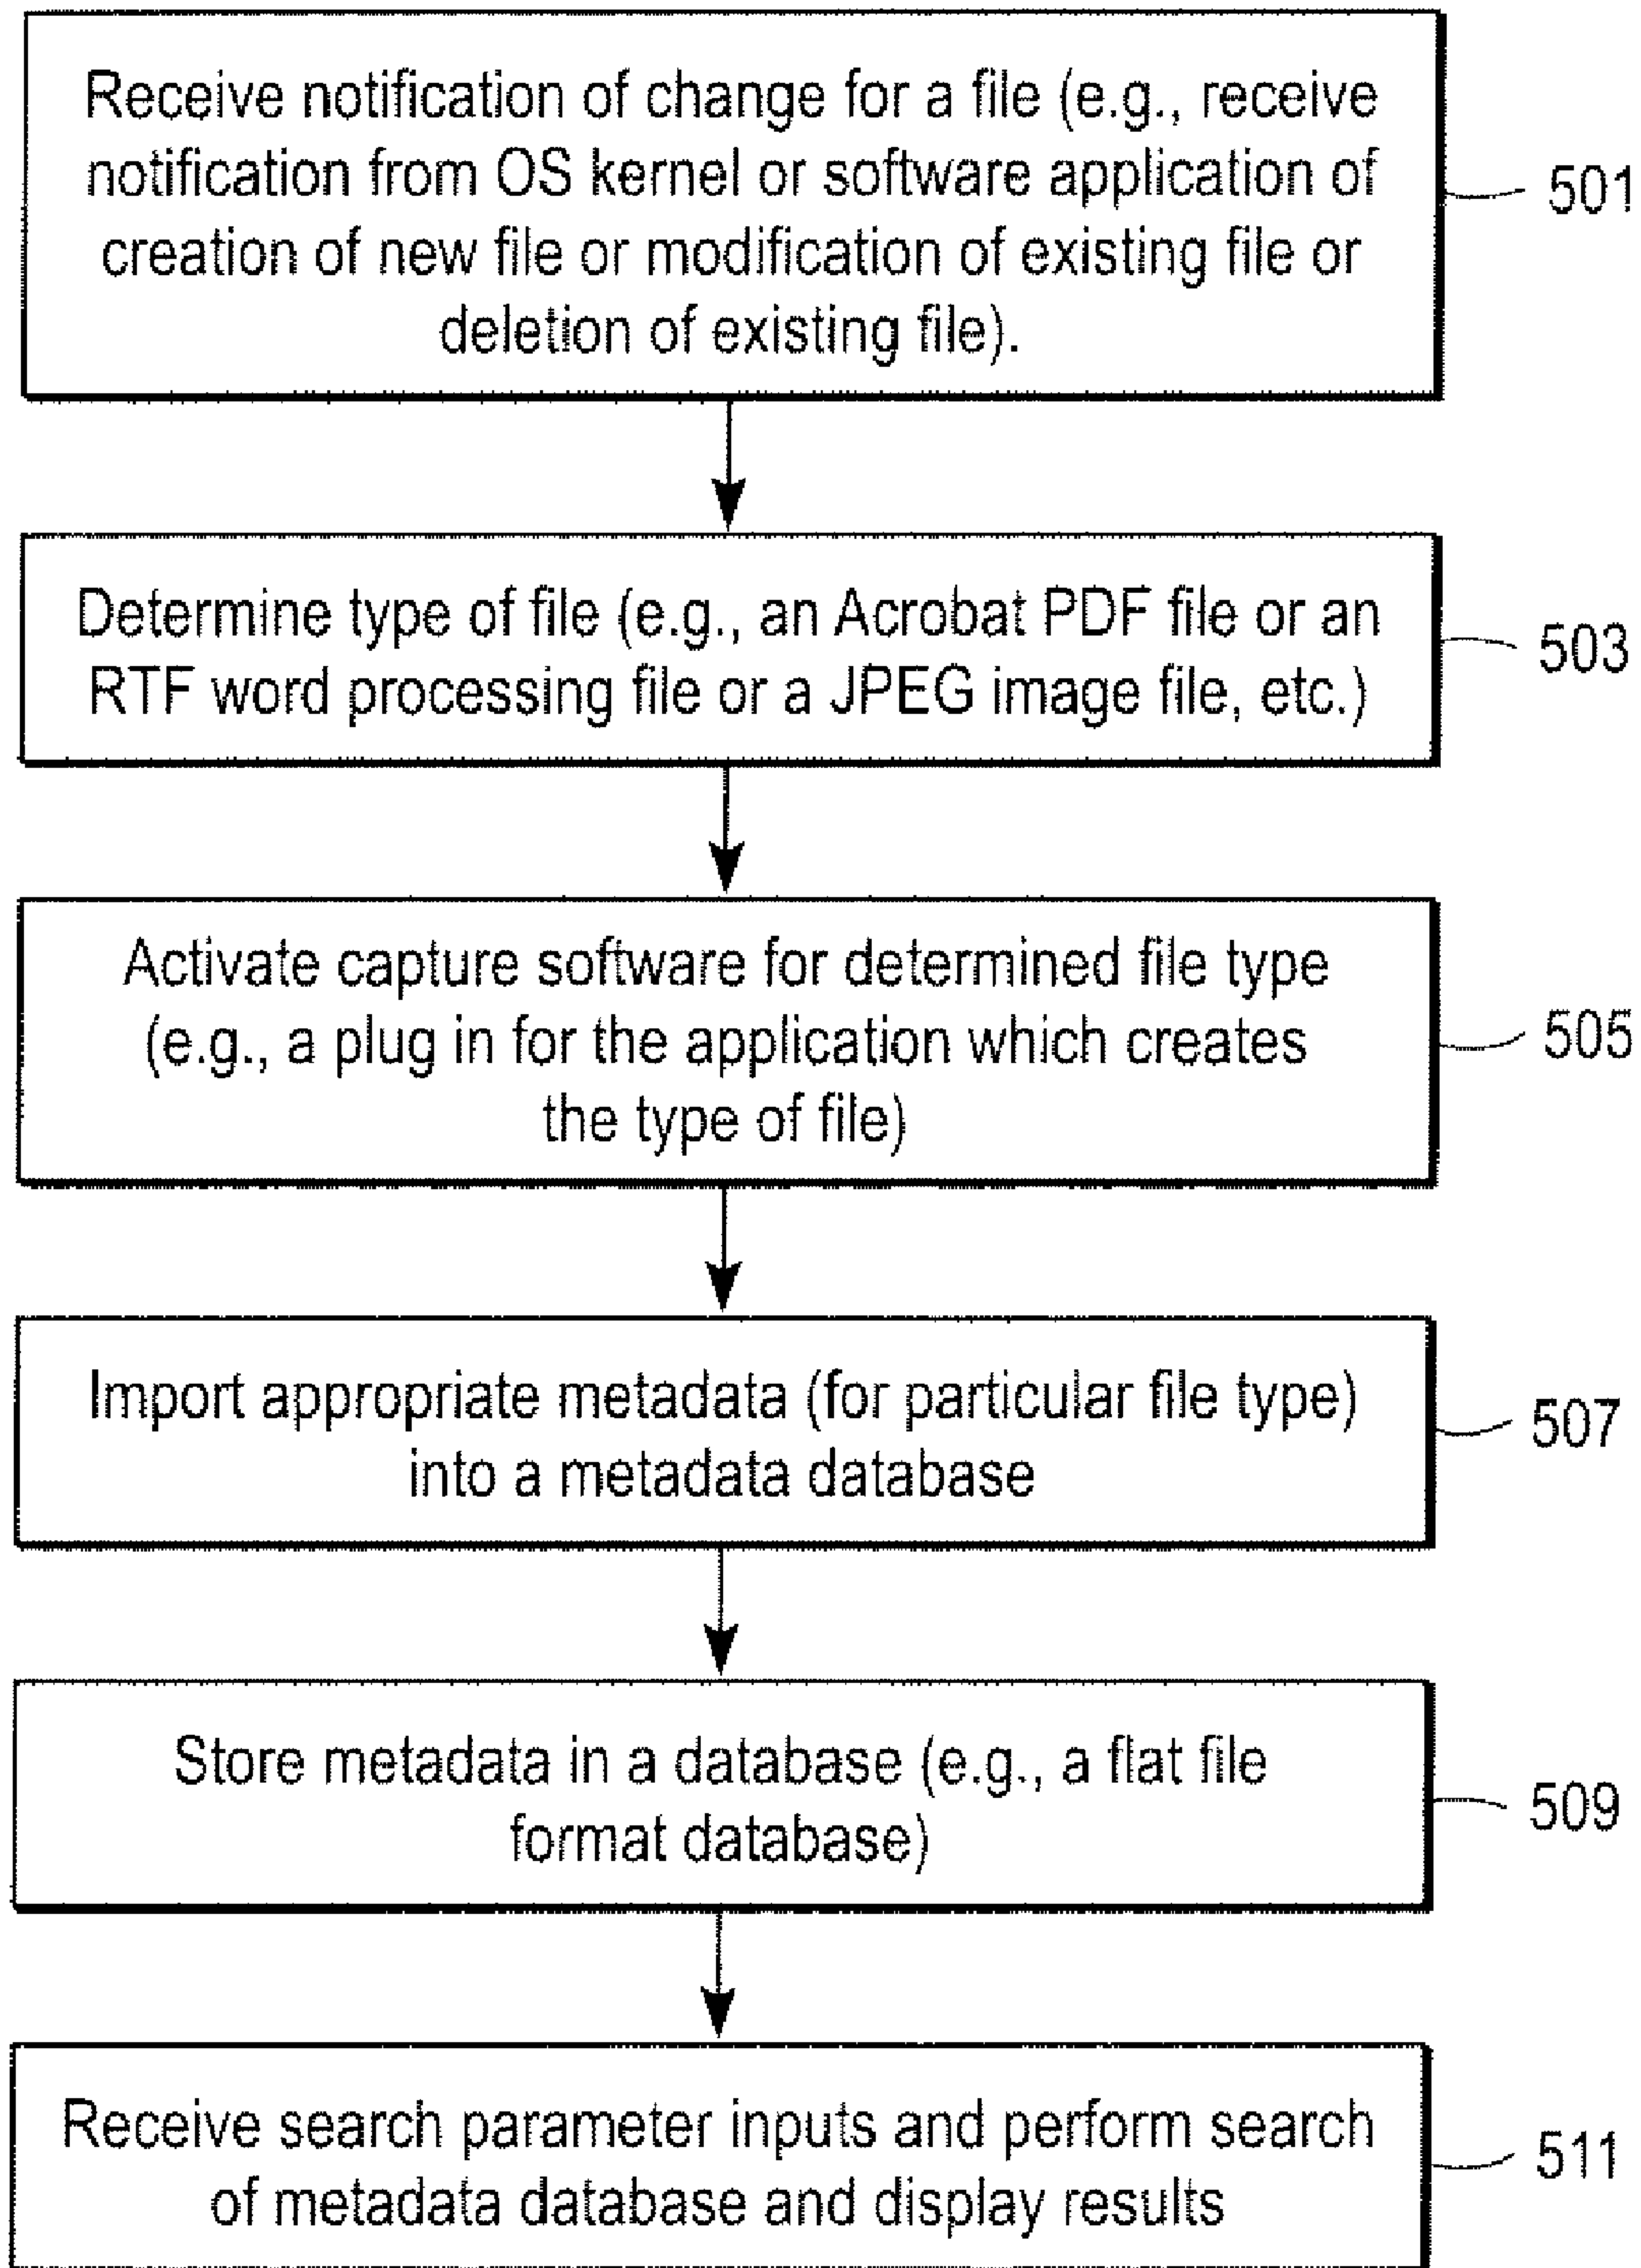 Receive notification of change for a file (e.g., receive
notification from OS kernel or software application of
creation of new file or modification of existing file or
deletion of existing file).
501
Determine type of file (e.g., an Acrobat PDF file or an
RTF word processing file or a JPEG image file, etc.)
503
Activate capture software for determined file type
(e.g., a plug in for the application which creates
the type of file)
505
Import appropriate metadata (for particular file type)
into a metadata database
507
Store metadata in a database (e.g., a flat file
format database)
509
Receive search parameter inputs and perform search
of metadata database and display results
511